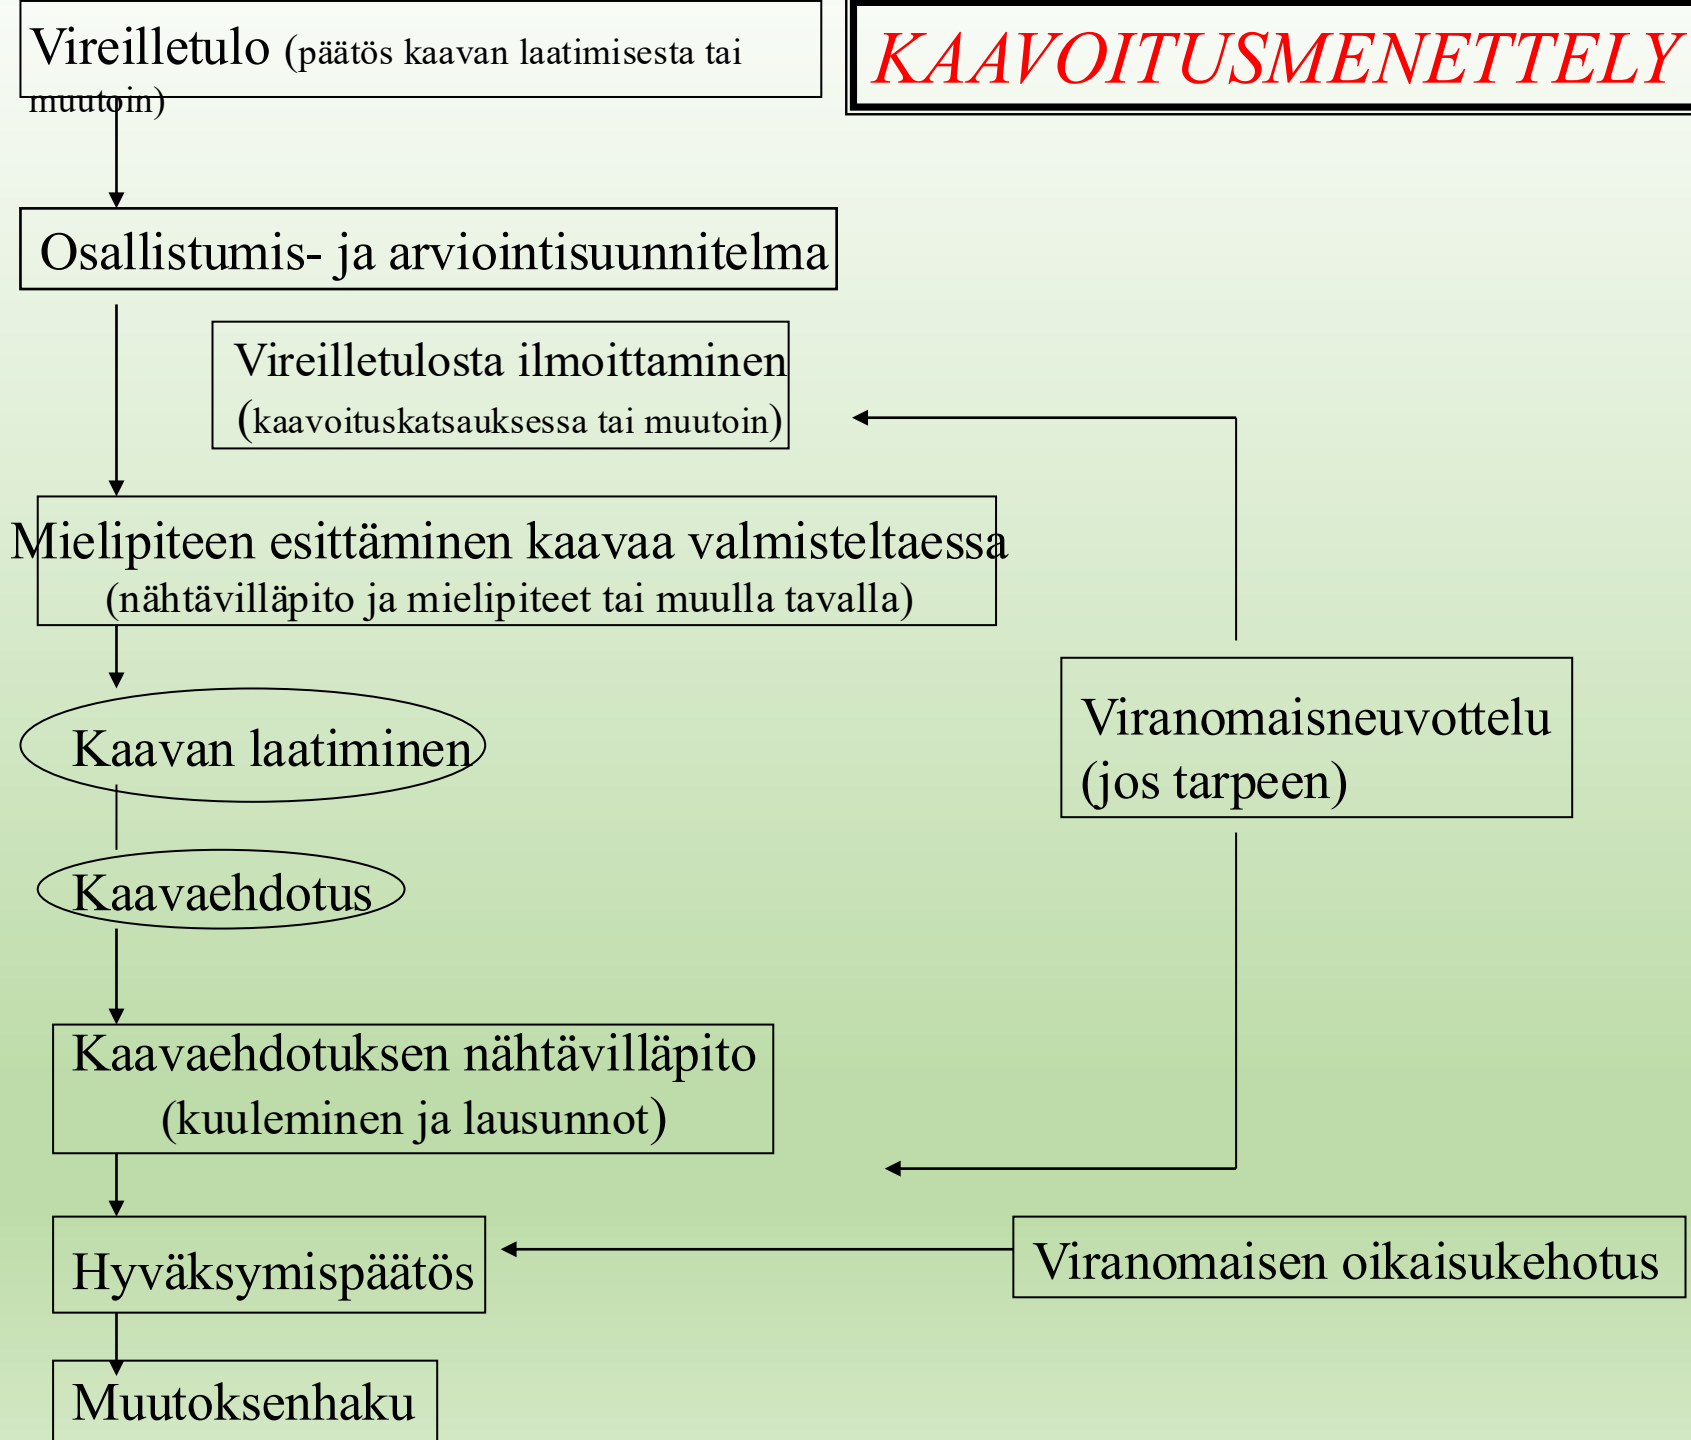 Vireilletulo (päätös kaavan laatimisesta tai
muutoin)
KAAVOITUSMENETTELY
Osallistumis- ja arviointisuunnitelma
Vireilletulosta ilmoittaminen
(kaavoituskatsauksessa tai muutoin)
Mielipiteen esittäminen kaavaa valmisteltaessa
(nähtävilläpito ja mielipiteet tai muulla tavalla)
Viranomaisneuvottelu
(jos tarpeen)
Kaavan laatiminen
Kaavaehdotus
Kaavaehdotuksen nähtävilläpito
(kuuleminen ja lausunnot)
Hyväksymispäätös
Viranomaisen oikaisukehotus
Muutoksenhaku